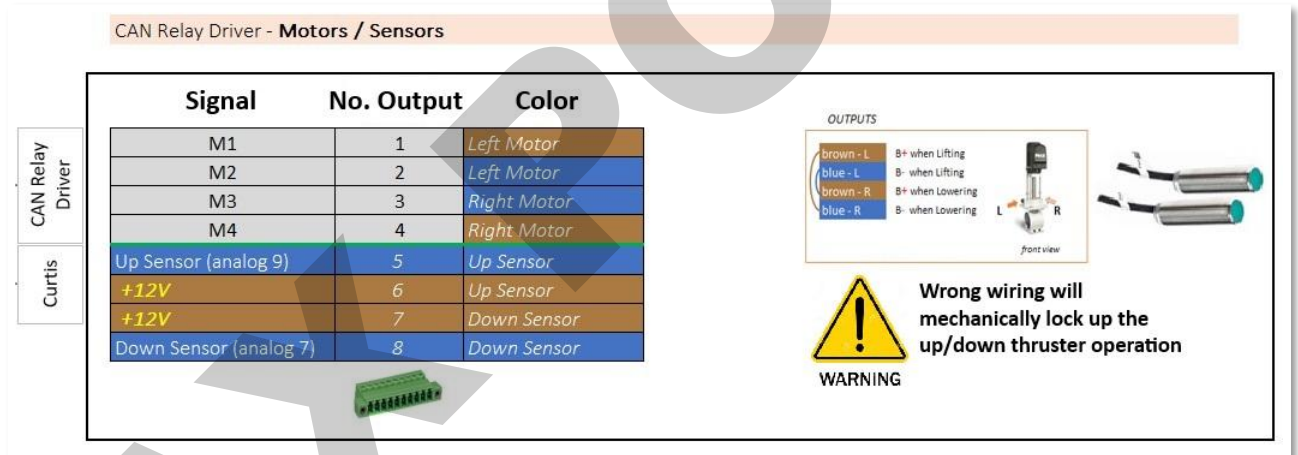 CAN Relay Driver - Motors / Sensors
Signal No. Output Color
CAN Relay
Driver
M1 1 Left Motor
M2 2 Left Motor
M3 3 Right Motor
M4 4 Right Motor
Curtis
Up Sensor (analog 9) 5 Up Sensor
+12V 6 Up Sensor
+12V 7 Down Sensor
Down Sensor (analog 7) 8 Down Sensor
OUTPUTS
brown - L B+ when Lifting
blue - L B- when Lifting
brown - R B+ when Lowering
blue - R B- when Lowering
L R
front view
WARNING
Wrong wiring will
mechanically lock up the
up/down thruster operation